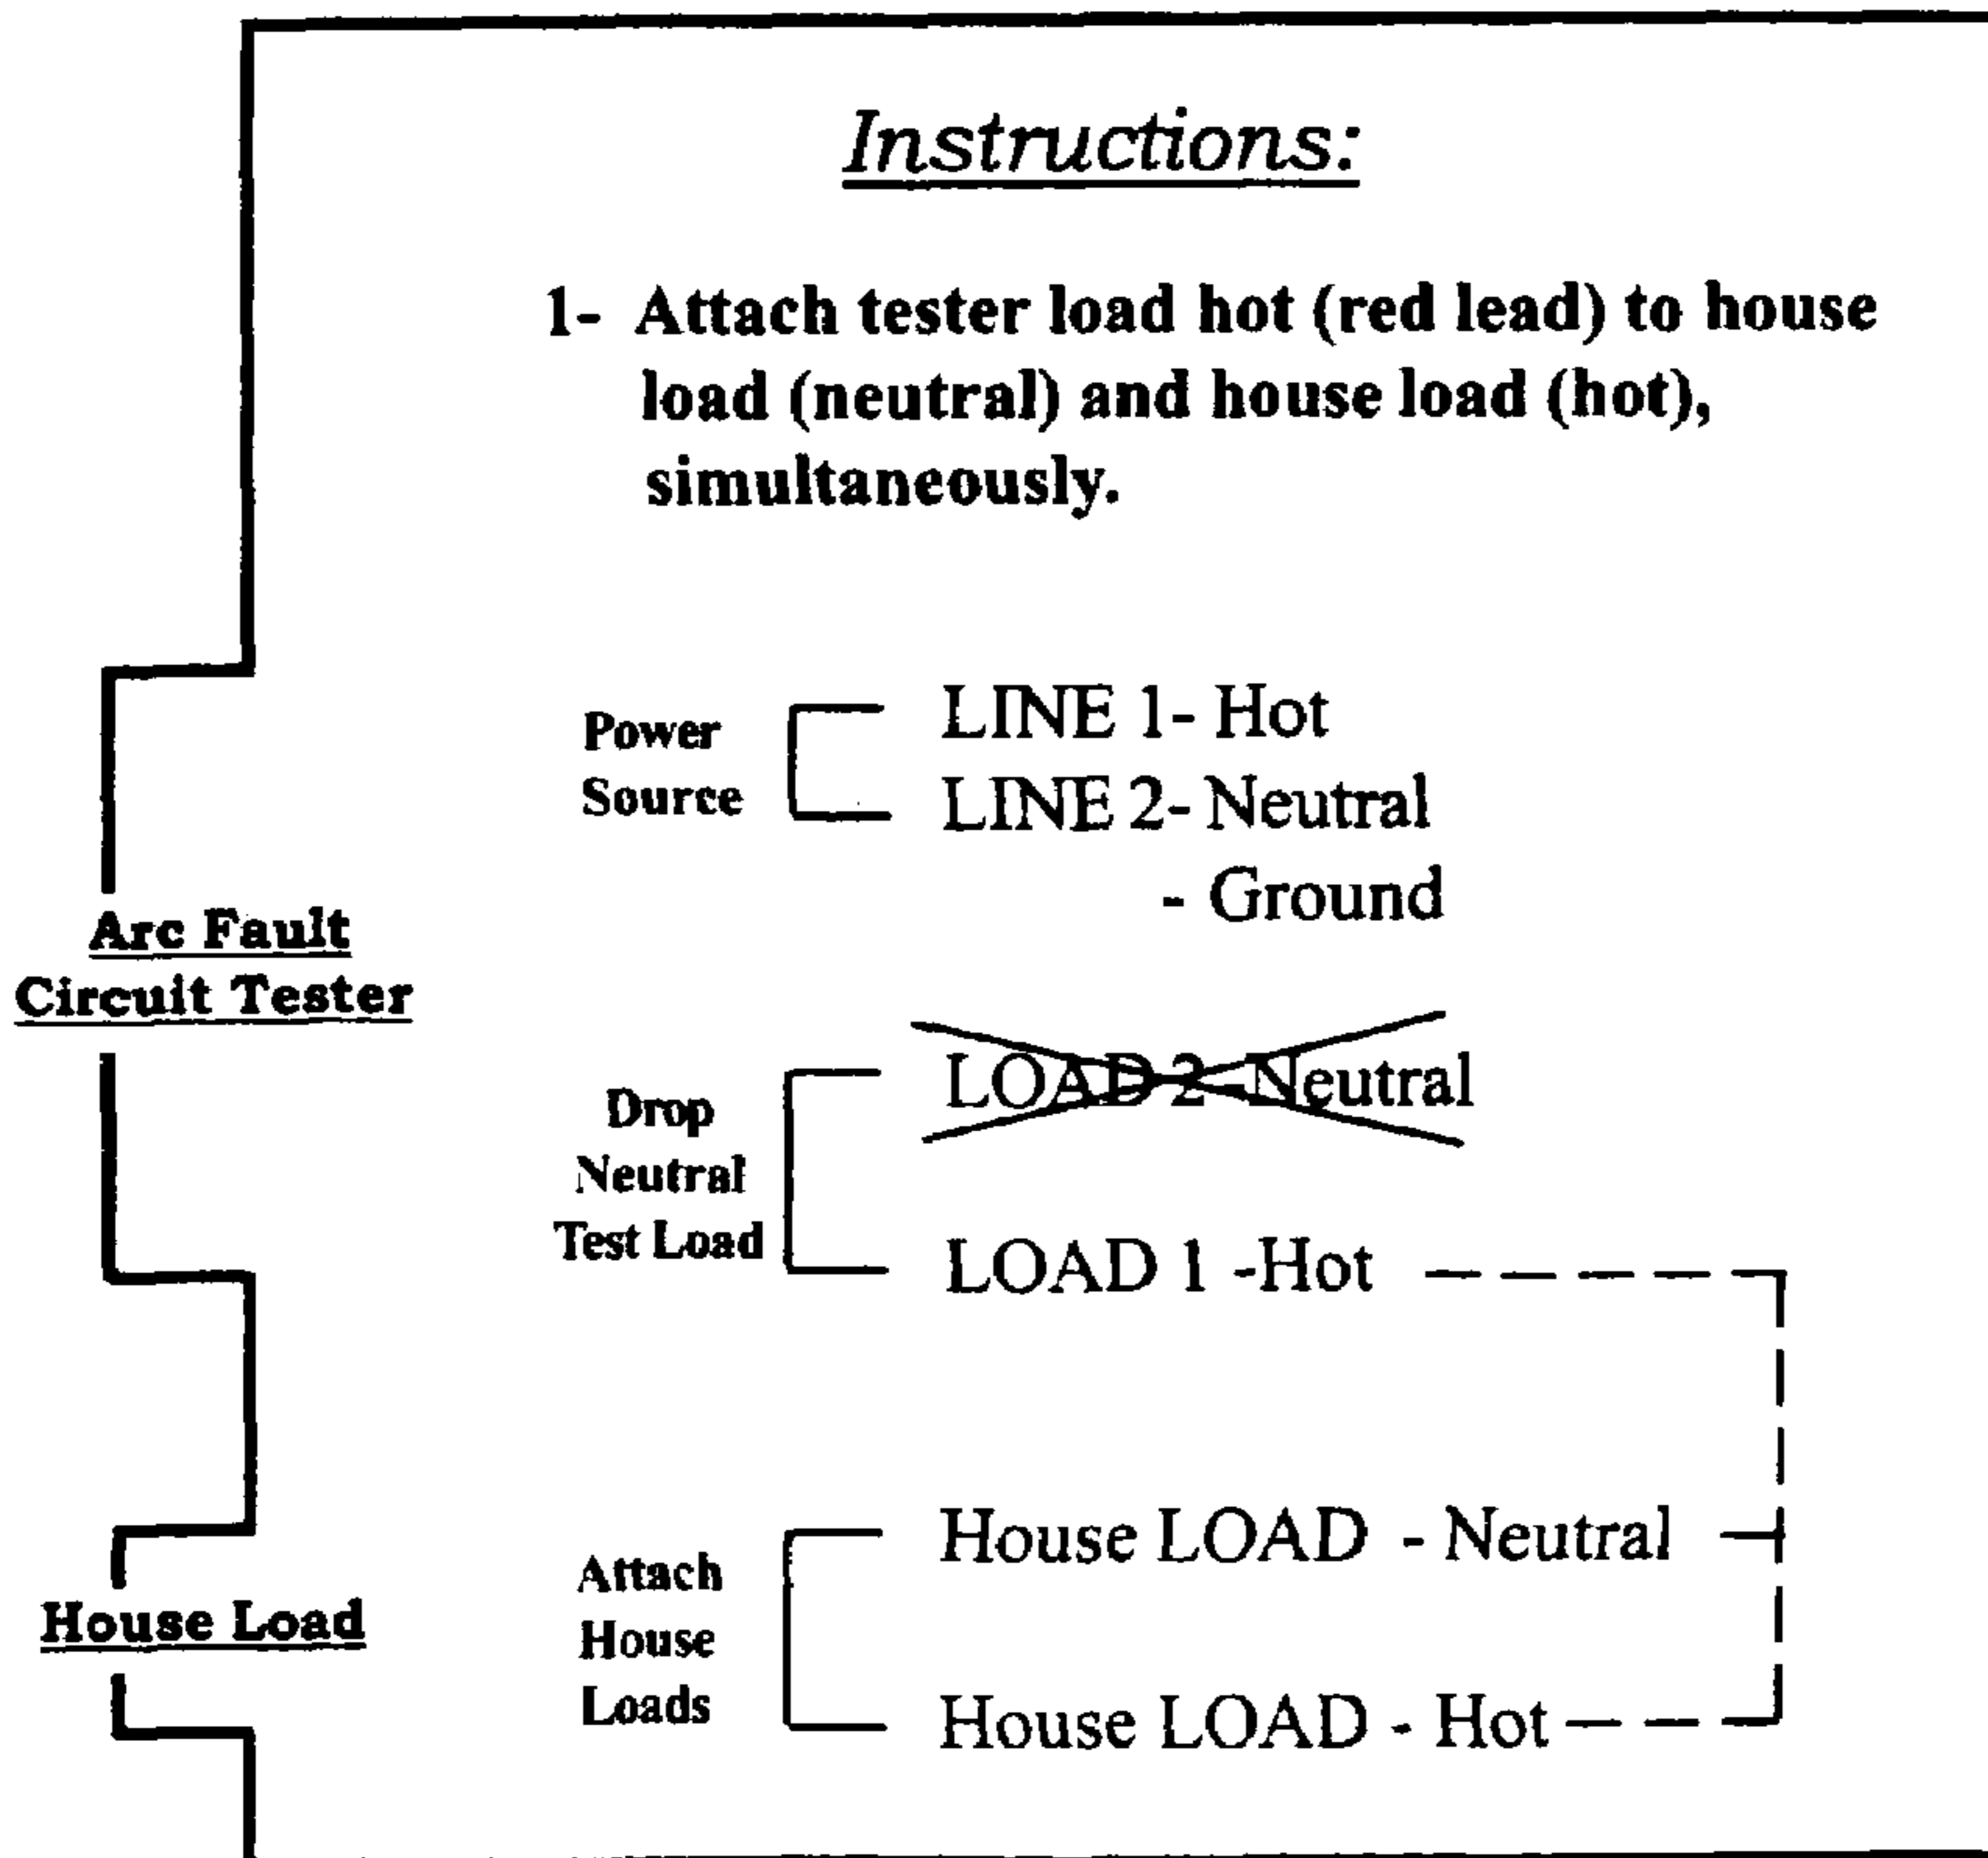 Instructions:
1- Attach tester load hot (red lead) to house
load (neutral) and house load (hot),
simultaneously.
Power
Source
LINE 1- Hot
LINE 2- Neutral
- Ground
Arc Fault
Circuit Tester
Drop
Neutral
Test Load
LOAD 2 -Neutral
LOAD 1 -Hot
Attach
House
Loads
House LOAD - Neutral
House LOAD - Hot
House Load